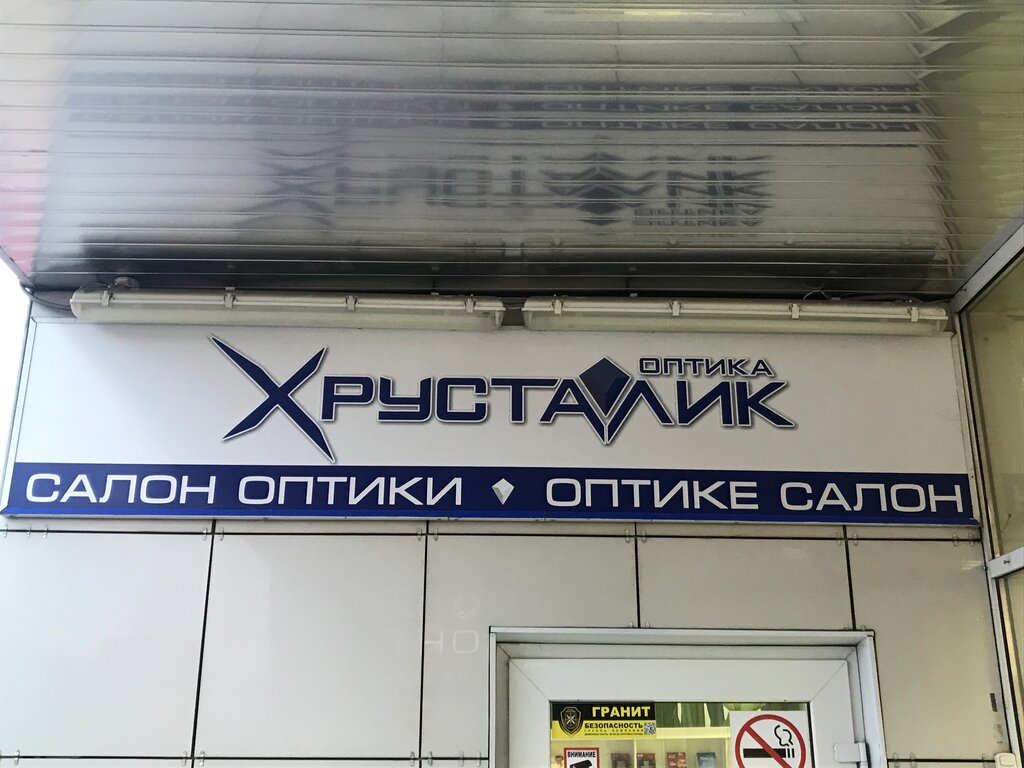 ОПТИКА
ХРУСТАЛИК
САЛОН ОПТИКИ ОПТИКЕ САЛОН
ГРАНИТ
БЕЗОПАСНОСТЬ
ВНИМАНИЕ